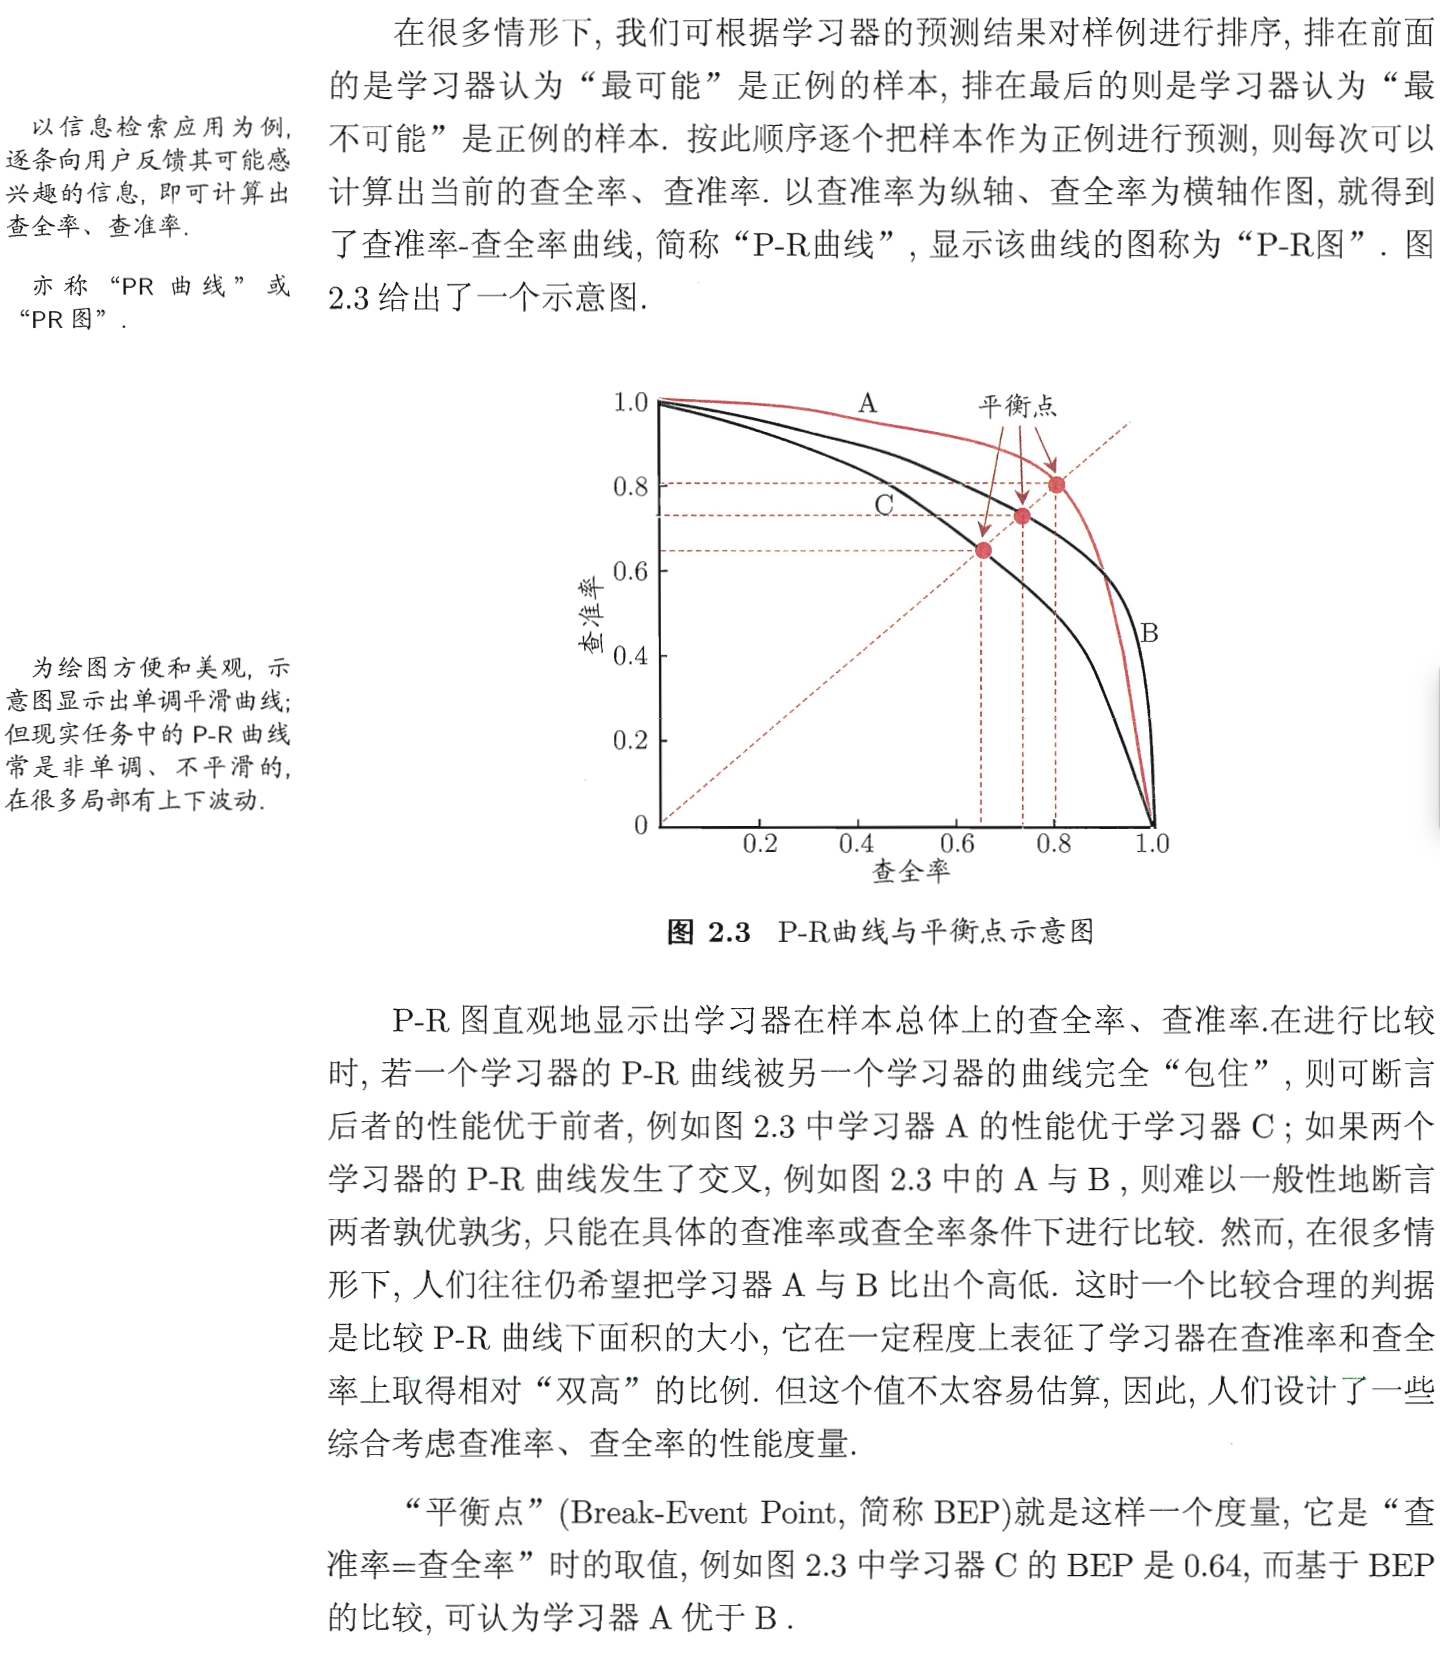 在很多情形下, 我们可根据学习器的预测结果对样例进行排序, 排在前面
的是学习器认为“最可能”是正例的样本, 排在最后的则是学习器认为“最
不可能”是正例的样本. 按此顺序逐个把样本作为正例进行预测, 则每次可以
计算出当前的查全率、查准率. 以查准率为纵轴、查全率为横轴作图, 就得到
了查准率-查全率曲线, 简称“P-R曲线”, 显示该曲线的图称为“P-R图”. 图
2.3 给出了一个示意图.
以信息检索应用为例,
逐条向用户反馈其可能感
兴趣的信息, 即可计算出
查全率、查准率.
亦称“PR 曲线”或
“PR 图”.
为绘图方便和美观, 示
意图显示出单调平滑曲线;
但现实任务中的 P-R 曲线
常是非单调、不平滑的,
在很多局部有上下波动.
1.0
0.8
0.6
0.4
0.2
0
查准率
A
平衡点
C
B
0.2 0.4 0.6 0.8 1.0
查全率
图 2.3 P-R曲线与平衡点示意图
P-R 图直观地显示出学习器在样本总体上的查全率、查准率.在进行比较
时, 若一个学习器的 P-R 曲线被另一个学习器的曲线完全“包住”, 则可断言
后者的性能优于前者, 例如图 2.3 中学习器 A 的性能优于学习器 C; 如果两个
学习器的 P-R 曲线发生了交叉, 例如图 2.3 中的 A 与 B, 则难以一般性地断言
两者孰优孰劣, 只能在具体的查准率或查全率条件下进行比较. 然而, 在很多情
形下, 人们往往仍希望把学习器 A 与 B 比出个高低. 这时一个比较合理的判据
是比较 P-R 曲线下面积的大小, 它在一定程度上表征了学习器在查准率和查全
率上取得相对“双高”的比例. 但这个值不太容易估算, 因此, 人们设计了一些
综合考虑查准率、查全率的性能度量.
“平衡点”(Break-Event Point, 简称 BEP)就是这样一个度量, 它是“查
准率=查全率”时的取值, 例如图 2.3 中学习器 C 的 BEP 是 0.64, 而基于 BEP
的比较, 可认为学习器 A 优于 B.